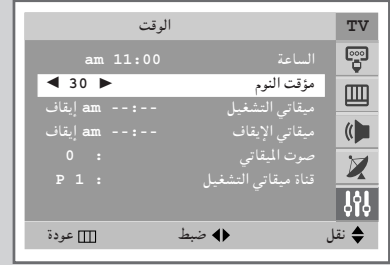 TV الوقت
الساعة 11:00 am
مؤقت النوم ◀ 30 ▶
ميقاتي التشغيل --:-- am إيقاف
ميقاتي الإيقاف --:-- am إيقاف
صوت الميقاتي : 0
قناة ميقاتي التشغيل : P 1
نقل ضبط عودة